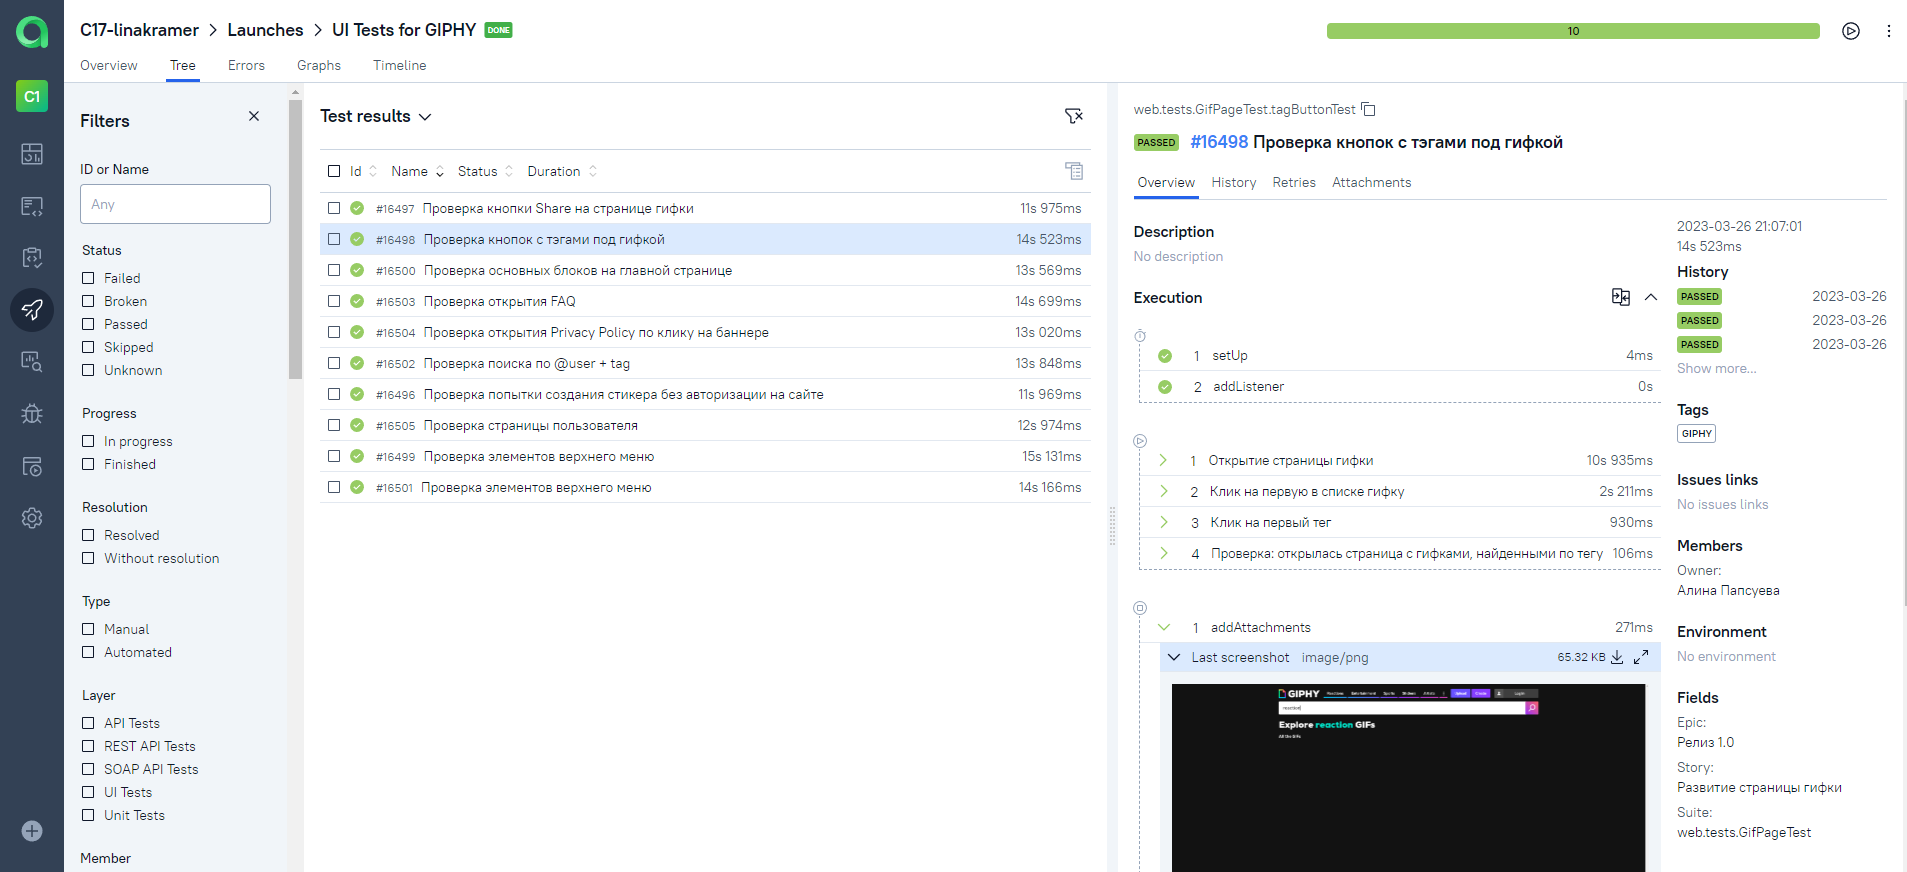 C17-linakramer > Launches > UI Tests for GIPHY DONE
10
Overview Tree Errors Graphs Timeline
C1
Filters
ID or Name
Any
Status
Failed
Broken
Passed
Skipped
Unknown
Progress
In progress
Finished
Resolution
Resolved
Without resolution
Type
Manual
Automated
Layer
API Tests
REST API Tests
SOAP API Tests
UI Tests
Unit Tests
Member
Test results
Id Name Status Duration
#16497 Проверка кнопки Share на странице гифки 11s 975ms
#16498 Проверка кнопок с тэгами под гифкой 14s 523ms
#16500 Проверка основных блоков на главной странице 13s 569ms
#16503 Проверка открытия FAQ 14s 699ms
#16504 Проверка открытия Privacy Policy по клику на баннере 13s 020ms
#16502 Проверка поиска по @user + tag 13s 848ms
#16496 Проверка попытки создания стикера без авторизации на сайте 11s 969ms
#16505 Проверка страницы пользователя 12s 974ms
#16499 Проверка элементов верхнего меню 15s 131ms
#16501 Проверка элементов верхнего меню 14s 166ms
web.tests.GifPageTest.tagButtonTest
PASSED #16498 Проверка кнопок с тэгами под гифкой
Overview History Retries Attachments
Description
No description
Execution
1 setUp 4ms
2 addListener 0s
1 Открытие страницы гифки 10s 935ms
2 Клик на первую в списке гифку 2s 211ms
3 Клик на первый тег 930ms
4 Проверка: открылась страница с гифками, найденными по тегу 106ms
1 addAttachments 271ms
Last screenshot image/png 65.32 KB
GIPHY Reactions Entertainment Sports Stickers Artists Upload Create Log In
reaction
Explore reaction GIFs
All the GIFs
2023-03-26 21:07:01
14s 523ms
History
PASSED 2023-03-26
PASSED 2023-03-26
PASSED 2023-03-26
Show more...
Tags
GIPHY
Issues links
No issues links
Members
Owner:
Алина Папсуева
Environment
No environment
Fields
Epic:
Релиз 1.0
Story:
Развитие страницы гифки
Suite:
web.tests.GifPageTest